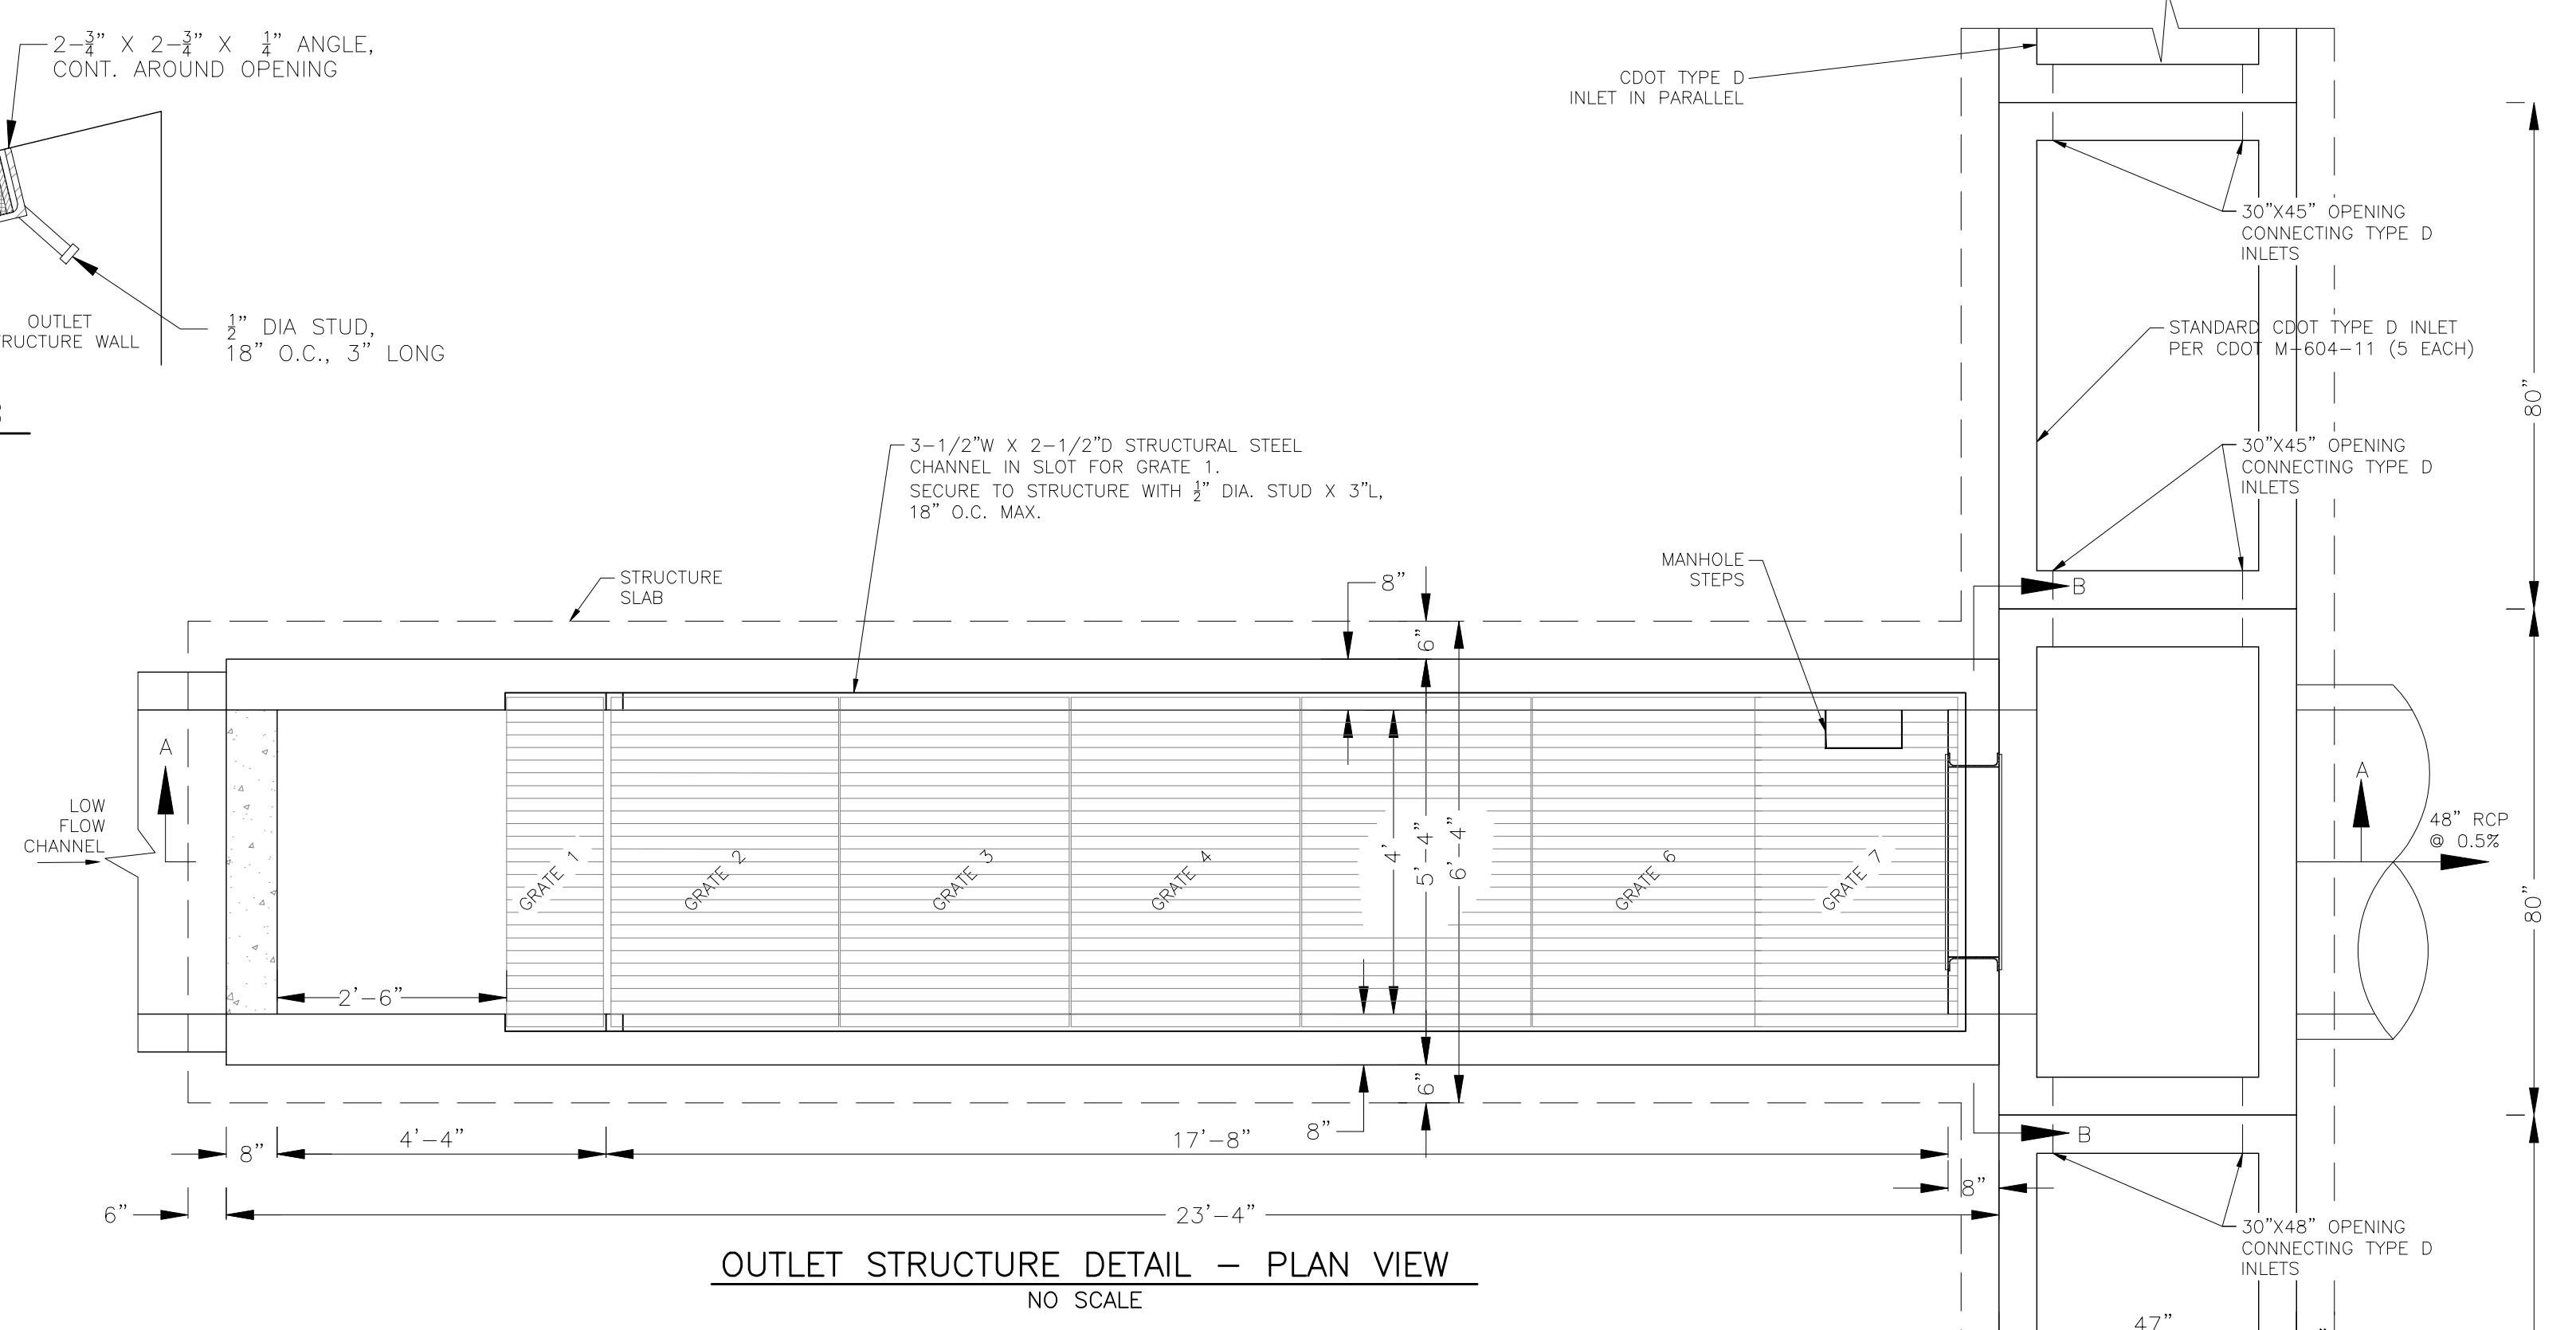 2-3/4" X 2-3/4" X 1/4" ANGLE,
CONT. AROUND OPENING
OUTLET
RUCTURE WALL
1/2" DIA STUD,
18" O.C., 3" LONG
CDOT TYPE D
INLET IN PARALLEL
30"X45" OPENING
CONNECTING TYPE D
INLETS
STANDARD CDOT TYPE D INLET
PER CDOT M-604-11 (5 EACH)
80"
30"X45" OPENING
CONNECTING TYPE D
INLETS
3-1/2"W X 2-1/2"D STRUCTURAL STEEL
CHANNEL IN SLOT FOR GRATE 1.
SECURE TO STRUCTURE WITH 1/2" DIA. STUD X 3"L,
18" O.C. MAX.
MANHOLE
STEPS
STRUCTURE
SLAB
8"
6"
B
A
LOW
FLOW
CHANNEL
GRATE 1
GRATE 2
GRATE 3
GRATE 4
4'
5'-4"
6'-4"
GRATE 6
GRATE 7
A
48" RCP
@ 0.5%
80"
2'-6"
6"
8"
B
8"
4'-4"
17'-8"
8"
6"
23'-4"
30"X48" OPENING
CONNECTING TYPE D
INLETS
OUTLET STRUCTURE DETAIL - PLAN VIEW
NO SCALE
47"